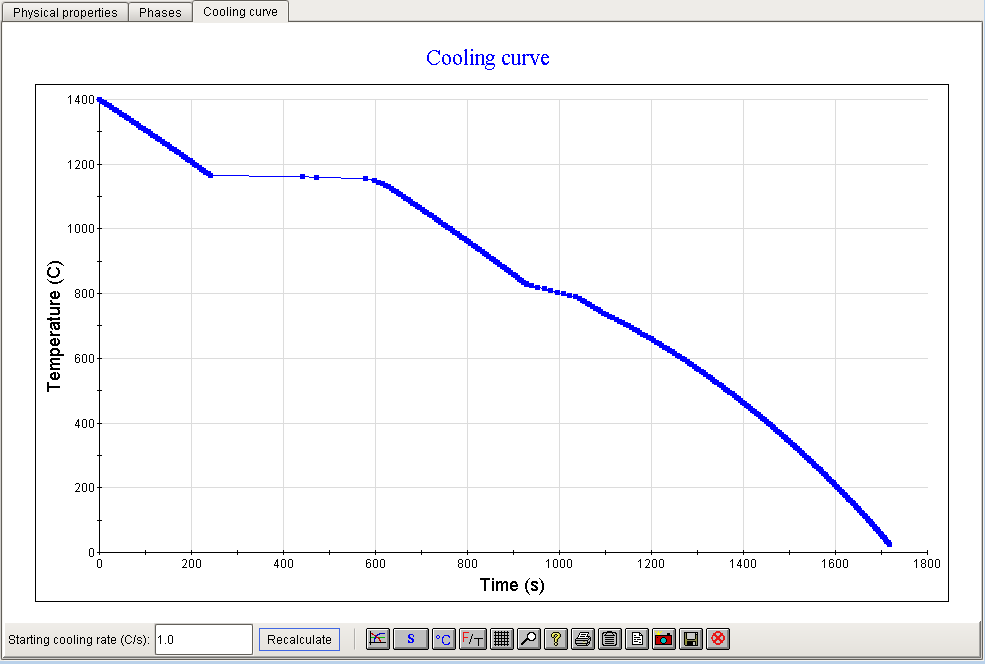 Physical properties Phases Cooling curve
Cooling curve
1400
1200
1000
800
600
400
200
0
Temperature (C)
0 200 400 600 800 1000 1200 1400 1600 1800
Time (s)
Starting cooling rate (C/s): 1.0 Recalculate S °C F/T ?